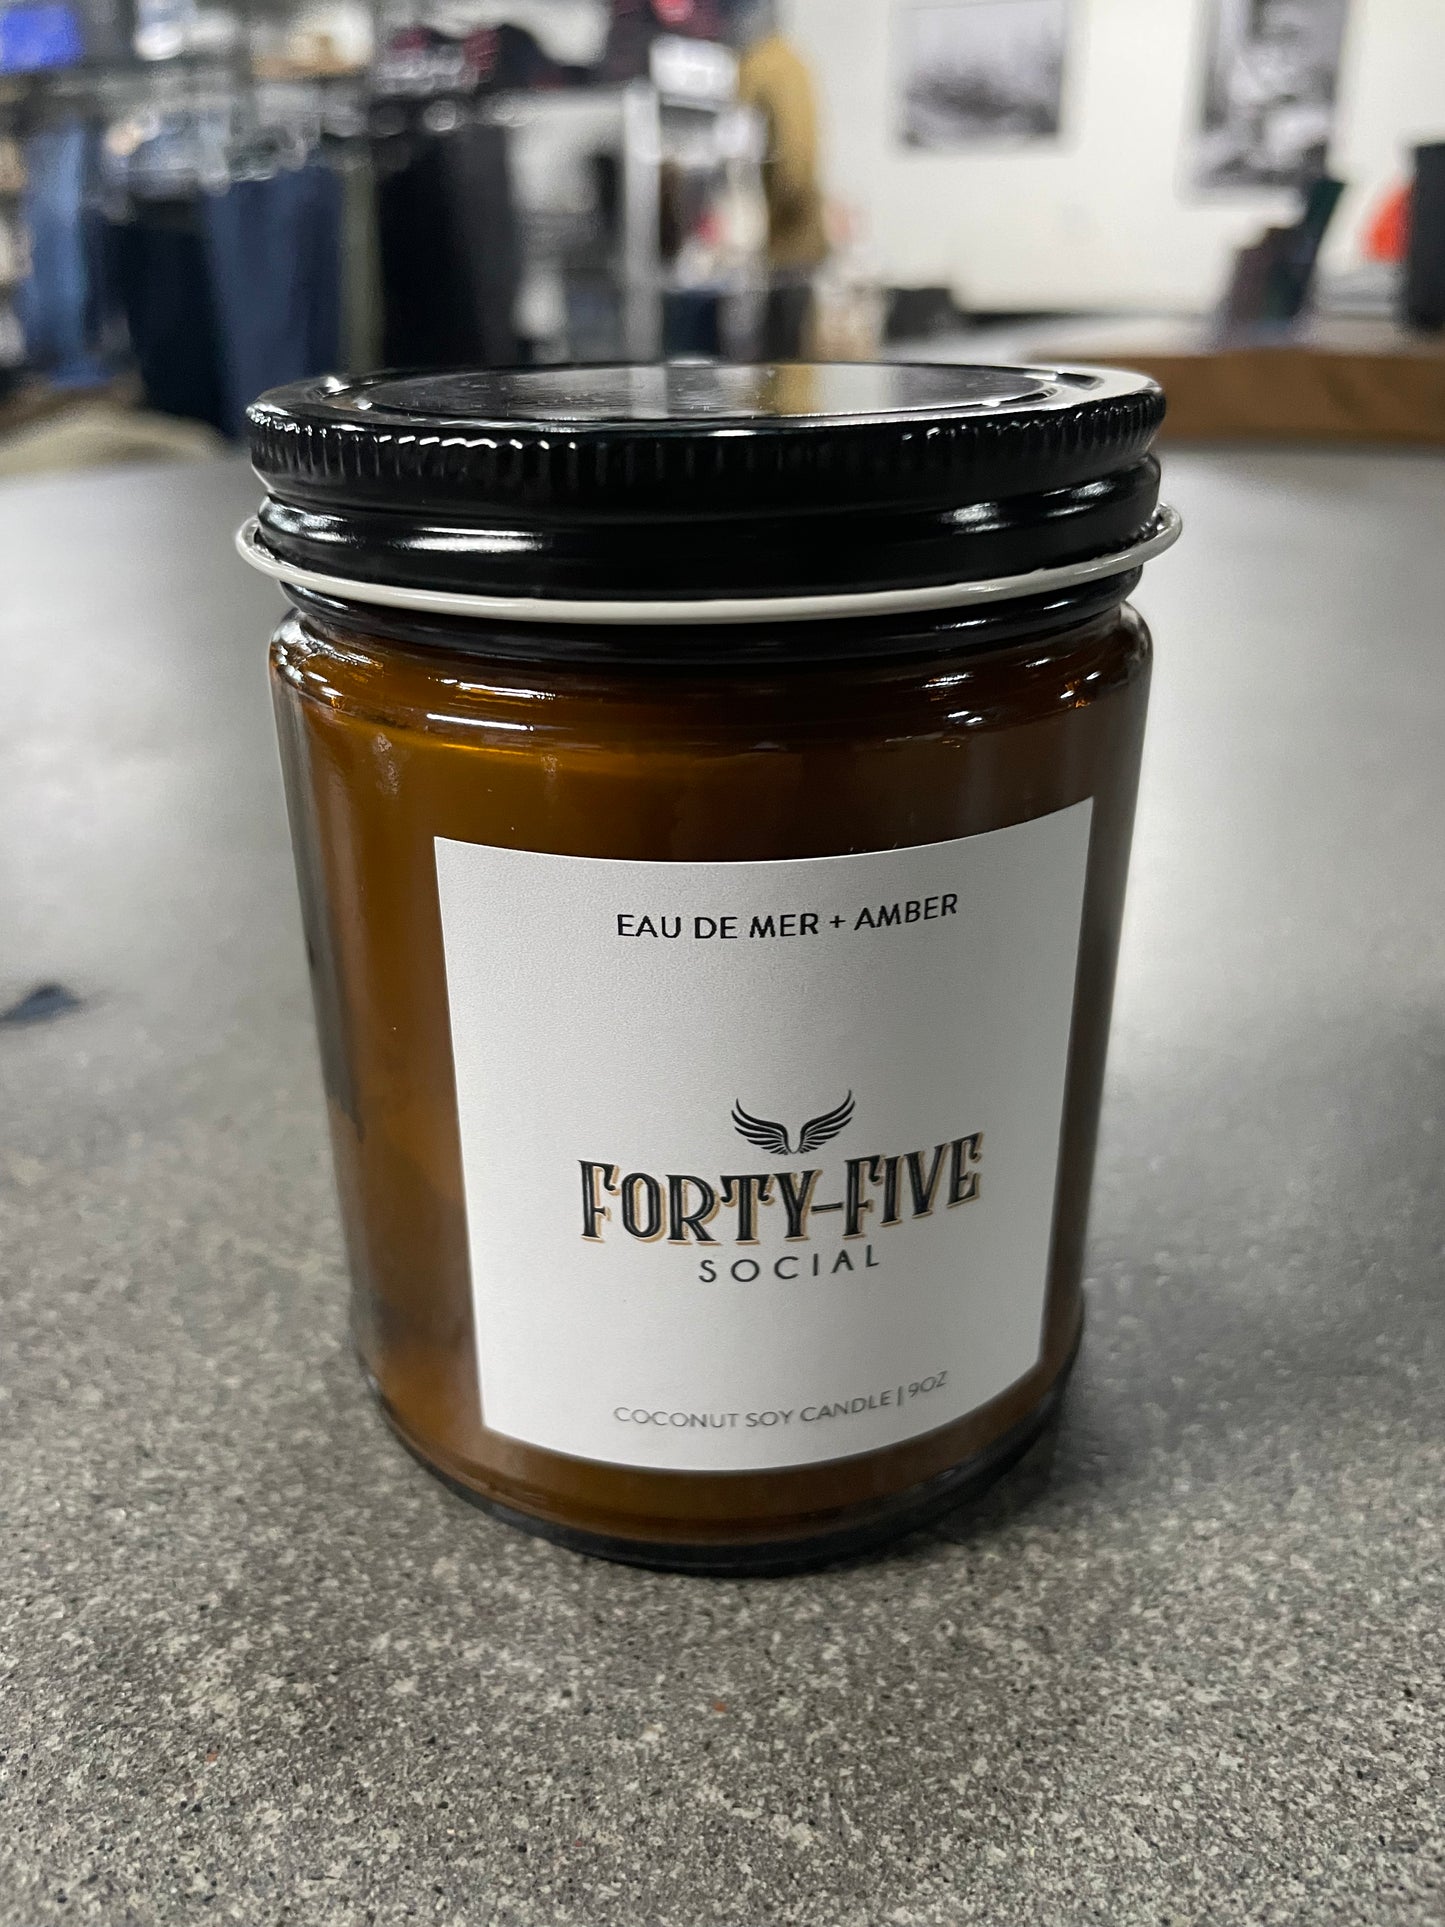 EAU DE MER + AMBER
FORTY-FIVE
SOCIAL
COCONUT SOY CANDLE | 9OZ